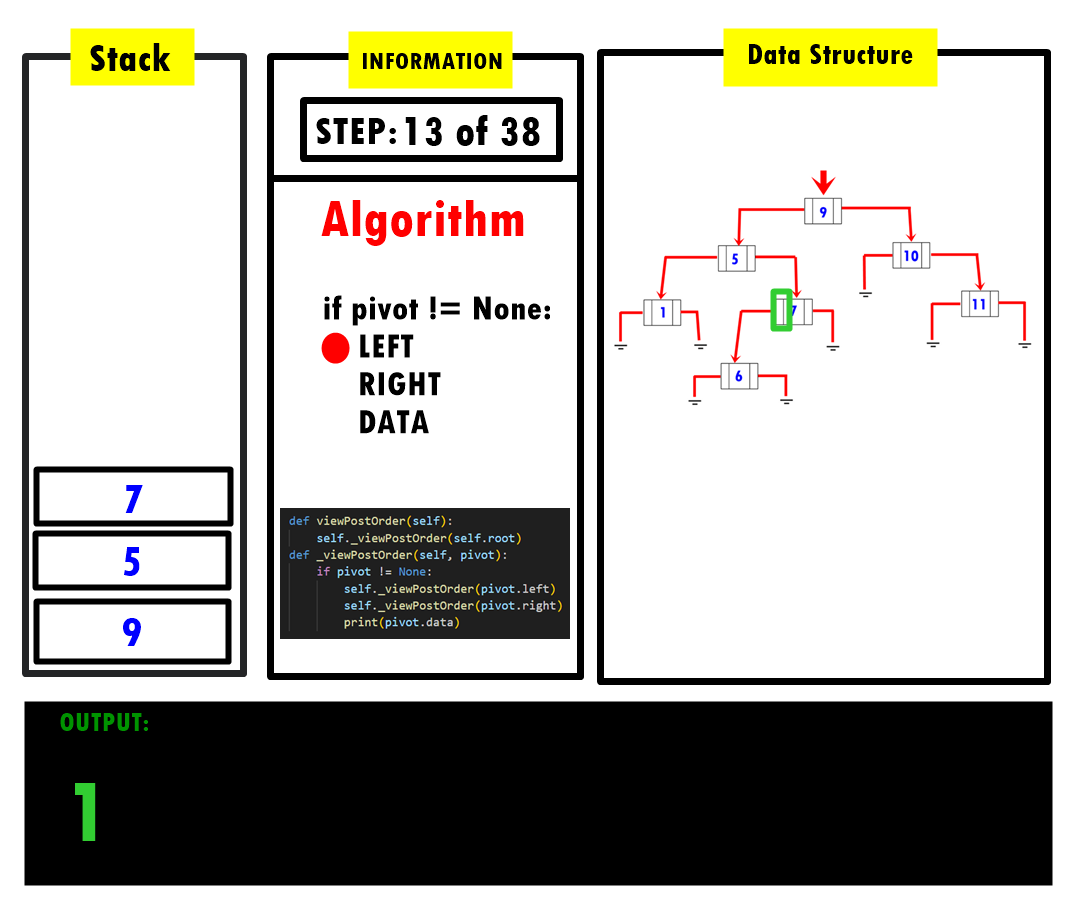 Stack
7
5
9
INFORMATION
STEP:13 of 38
Algorithm
if pivot != None:
LEFT
RIGHT
DATA
def viewPostOrder(self):
self._viewPostOrder(self.root)
def _viewPostOrder(self, pivot):
if pivot != None:
self._viewPostOrder(pivot.left)
self._viewPostOrder(pivot.right)
print(pivot.data)
Data Structure
9
5
10
1
7
11
6
OUTPUT:
1